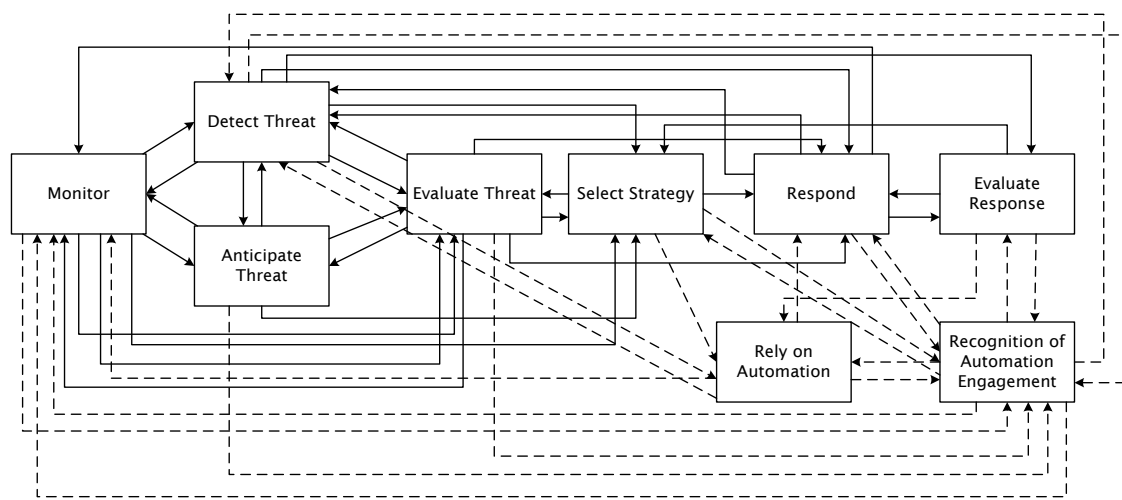 Detect Threat
Monitor
Evaluate Threat
Select Strategy
Respond
Evaluate
Response
Anticipate
Threat
Rely on
Automation
Recognition of
Automation
Engagement